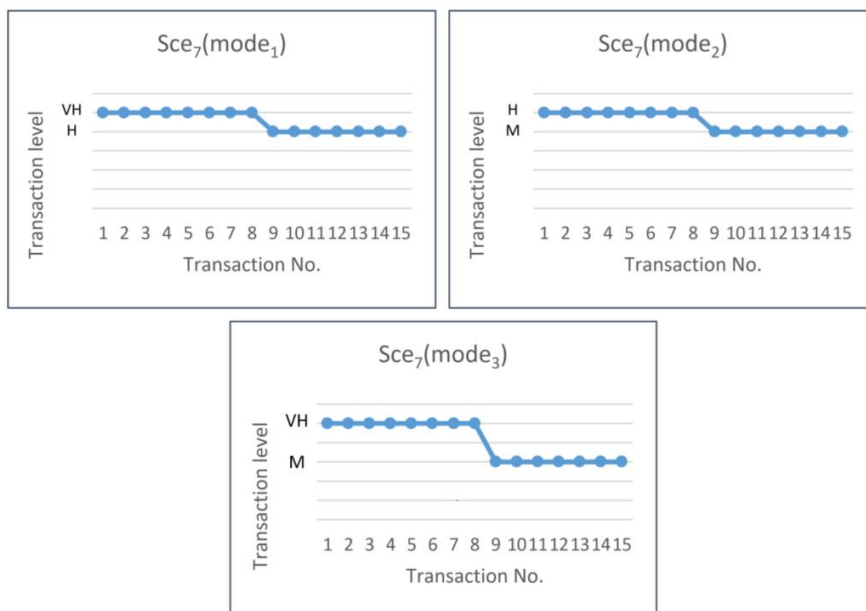 Sce₇(mode₁)
Transaction level
VH
H
1 2 3 4 5 6 7 8 9 10 11 12 13 14 15
Transaction No.
Sce₇(mode₂)
Transaction level
H
M
1 2 3 4 5 6 7 8 9 10 11 12 13 14 15
Transaction No.
Sce₇(mode₃)
Transaction level
VH
M
1 2 3 4 5 6 7 8 9 10 11 12 13 14 15
Transaction No.